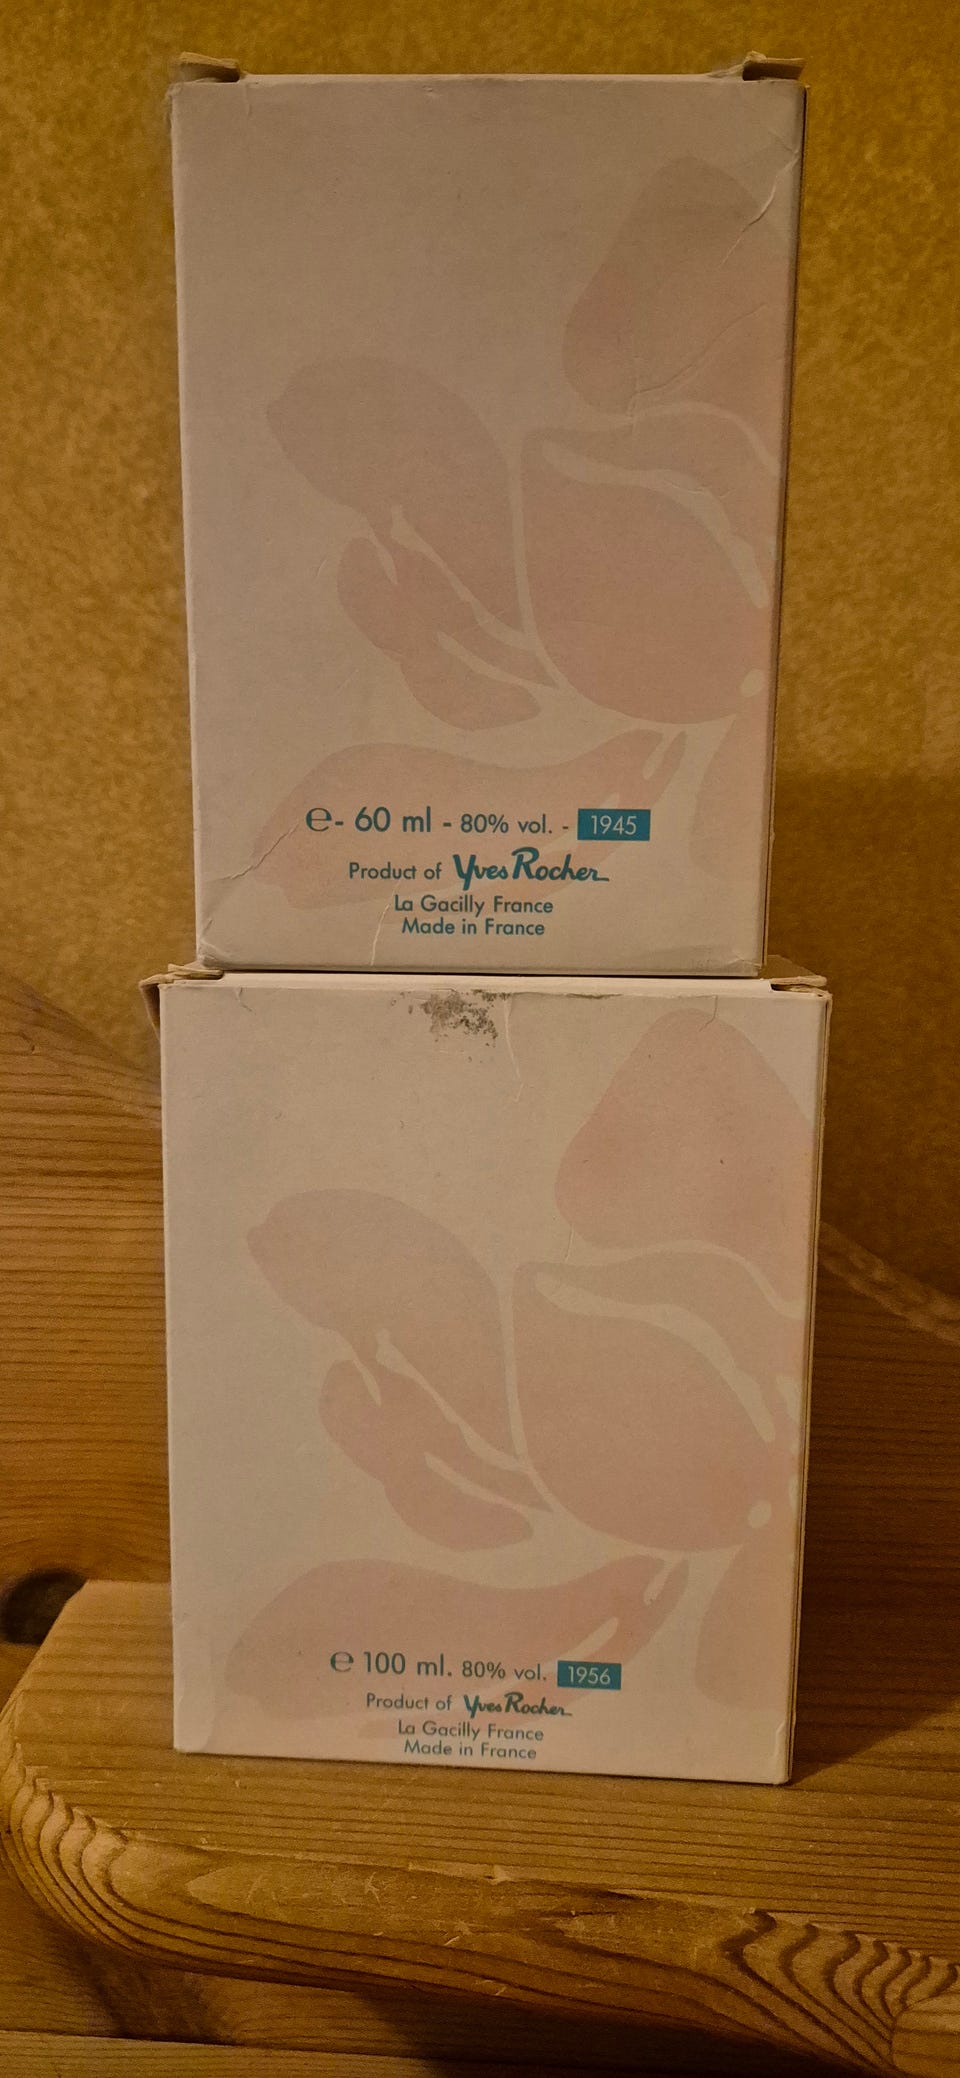 ℮- 60 ml - 80% vol. - 1945
Product of Yves Rocher
La Gacilly France
Made in France
℮ 100 ml. 80% vol. 1956
Product of Yves Rocher
La Gacilly France
Made in France